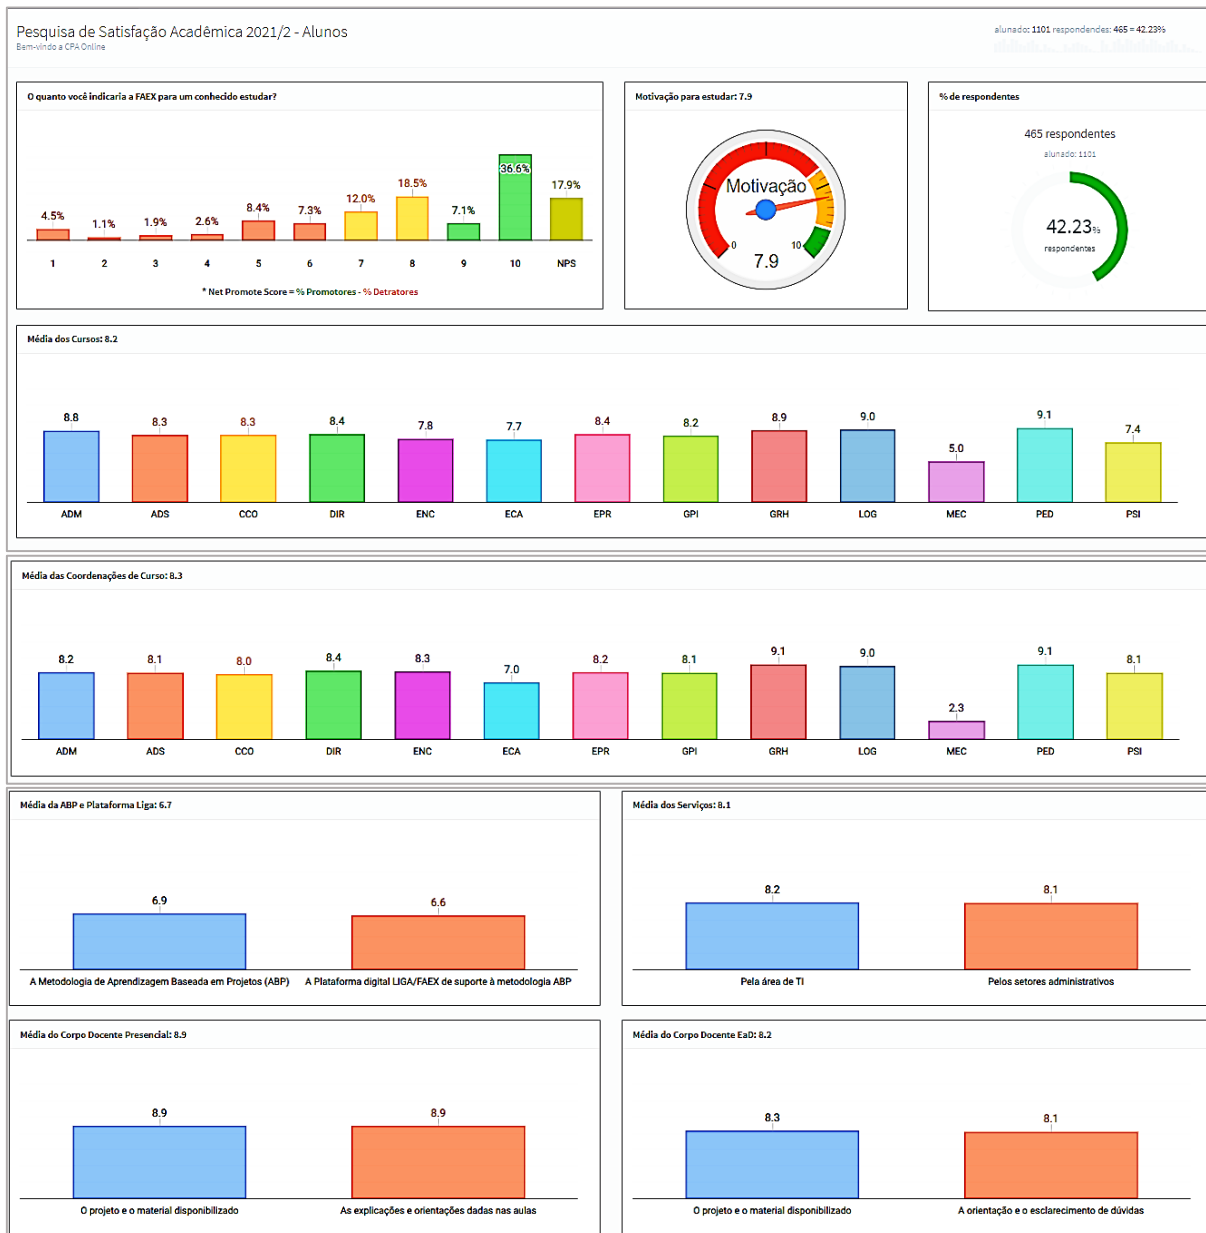 Pesquisa de Satisfação Acadêmica 2021/2 - Alunos
Bem-vindo a CPA Online
alunado: 1101 respondendes: 465 = 42.23%
O quanto você indicaria a FAEX para um conhecido estudar?
4.5% 1.1% 1.9% 2.6% 8.4% 7.3% 12.0% 18.5% 7.1% 36.6% 17.9%
1 2 3 4 5 6 7 8 9 10 NPS
* Net Promote Score = % Promotores - % Detratores
Motivação para estudar: 7.9
Motivação
0 10
7.9
% de respondentes
465 respondentes
alunado: 1101
42.23%
respondentes
Média dos Cursos: 8.2
8.8 8.3 8.3 8.4 7.8 7.7 8.4 8.2 8.9 9.0 5.0 9.1 7.4
ADM ADS CCO DIR ENC ECA EPR GPI GRH LOG MEC PED PSI
Média das Coordenações de Curso: 8.3
8.2 8.1 8.0 8.4 8.3 7.0 8.2 8.1 9.1 9.0 2.3 9.1 8.1
ADM ADS CCO DIR ENC ECA EPR GPI GRH LOG MEC PED PSI
Média da ABP e Plataforma Liga: 6.7
6.9 6.6
A Metodologia de Aprendizagem Baseada em Projetos (ABP) A Plataforma digital LIGA/FAEX de suporte à metodologia ABP
Média dos Serviços: 8.1
8.2 8.1
Pela área de TI Pelos setores administrativos
Média do Corpo Docente Presencial: 8.9
8.9 8.9
O projeto e o material disponibilizado As explicações e orientações dadas nas aulas
Média do Corpo Docente EaD: 8.2
8.3 8.1
O projeto e o material disponibilizado A orientação e o esclarecimento de dúvidas